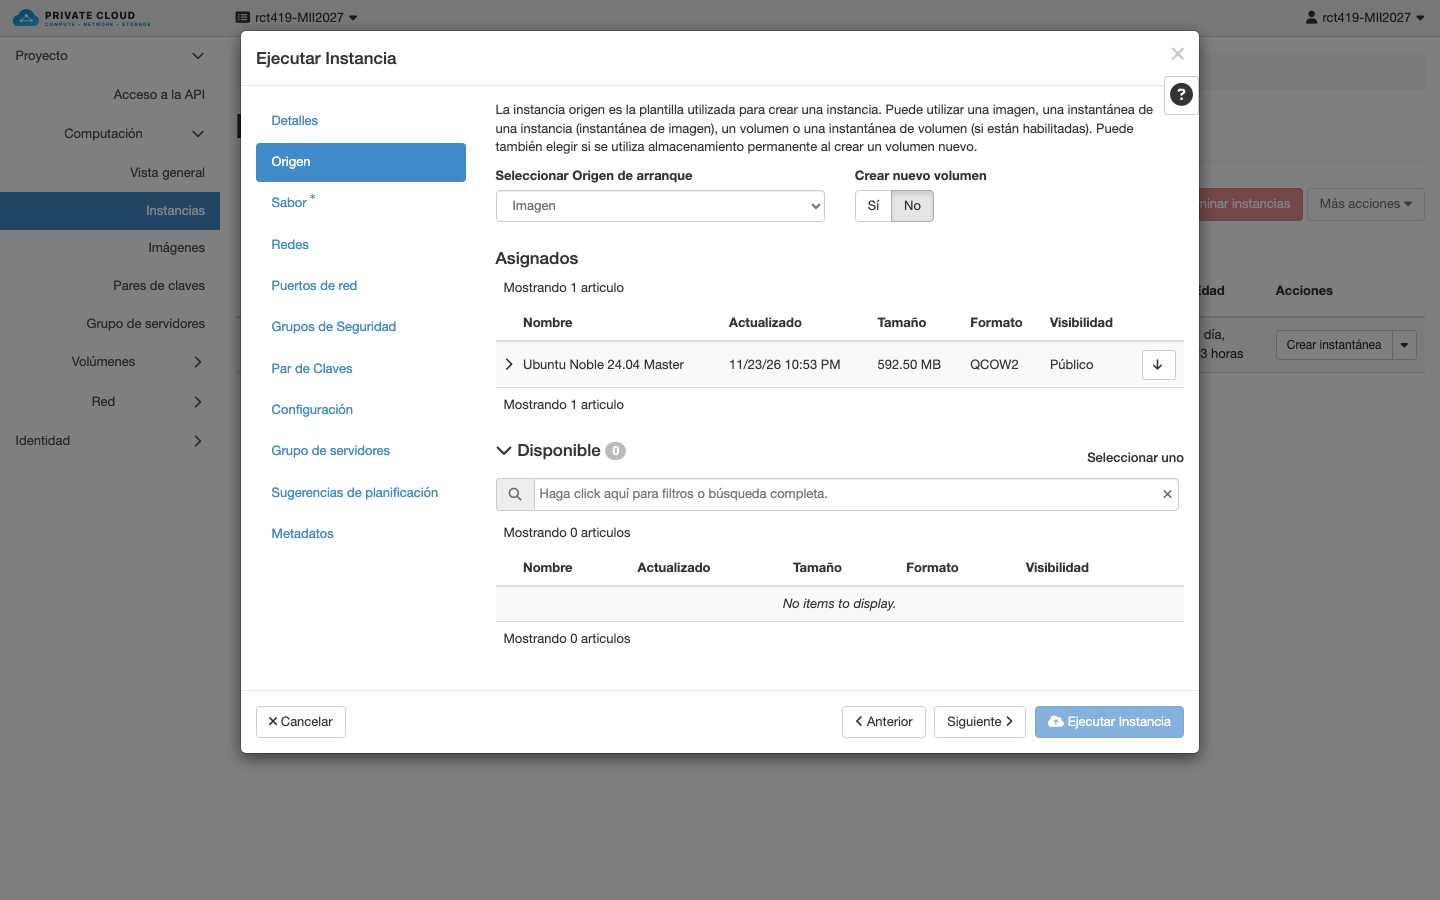 PRIVATE CLOUD
COMPUTE • NETWORK • STORAGE
rct419-MII2027
rct419-MII2027
Proyecto
Acceso a la API
Computación
Vista general
Instancias
Imágenes
Pares de claves
Grupo de servidores
Volúmenes
Red
Identidad
minar instancias
Más acciones
Edad
Acciones
día,
3 horas
Crear instantánea
Ejecutar Instancia
×
?
Detalles
Origen
Sabor *
Redes
Puertos de red
Grupos de Seguridad
Par de Claves
Configuración
Grupo de servidores
Sugerencias de planificación
Metadatos
La instancia origen es la plantilla utilizada para crear una instancia. Puede utilizar una imagen, una instantánea de
una instancia (instantánea de imagen), un volumen o una instantánea de volumen (si están habilitadas). Puede
también elegir si se utiliza almacenamiento permanente al crear un volumen nuevo.
Seleccionar Origen de arranque
Crear nuevo volumen
Imagen
Sí No
Asignados
Mostrando 1 articulo
Nombre Actualizado Tamaño Formato Visibilidad
Ubuntu Noble 24.04 Master 11/23/26 10:53 PM 592.50 MB QCOW2 Público
Mostrando 1 articulo
Disponible 0
Seleccionar uno
Haga click aquí para filtros o búsqueda completa.
Mostrando 0 articulos
Nombre Actualizado Tamaño Formato Visibilidad
No items to display.
Mostrando 0 articulos
Cancelar
Anterior
Siguiente
Ejecutar Instancia